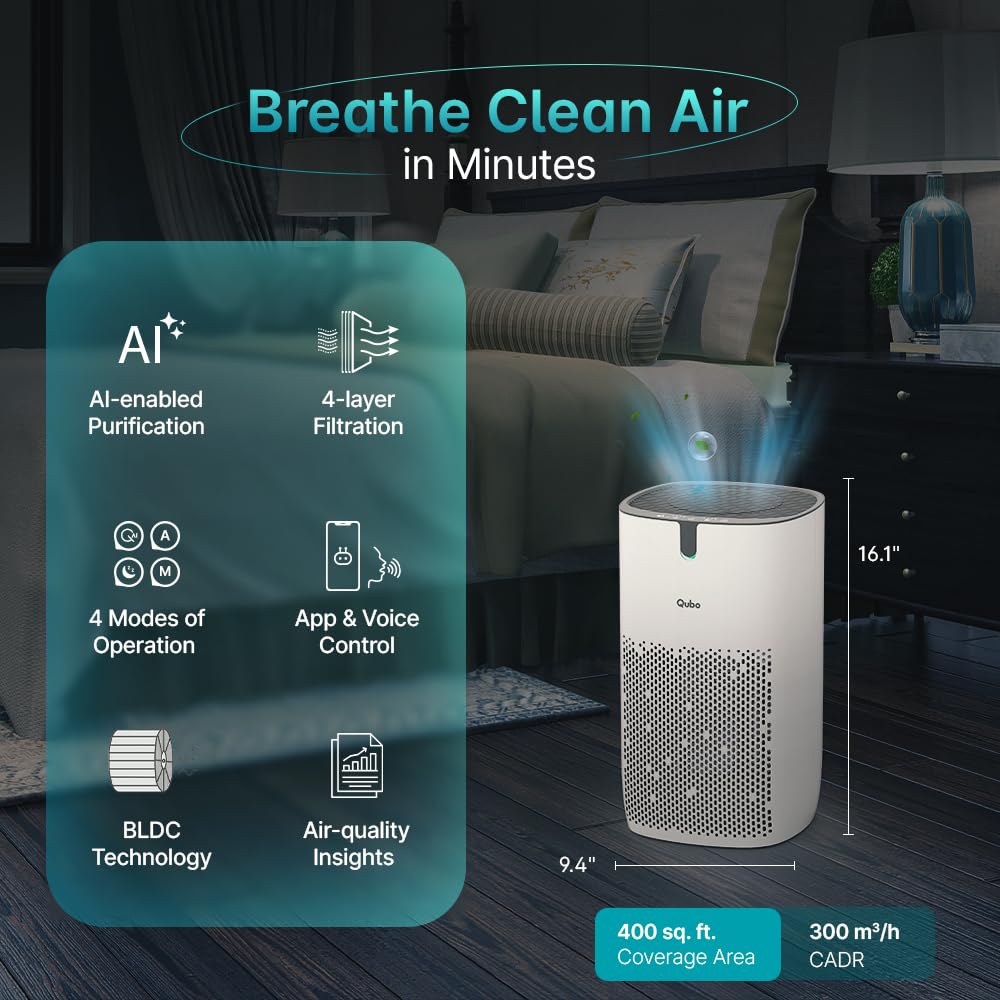 Breathe Clean Air
in Minutes
AI
AI-enabled
Purification
4-layer
Filtration
QAI
A
M
4 Modes of
Operation
App & Voice
Control
BLDC
Technology
Air-quality
Insights
Qubo
16.1"
9.4"
400 sq. ft.
Coverage Area
300 m³/h
CADR